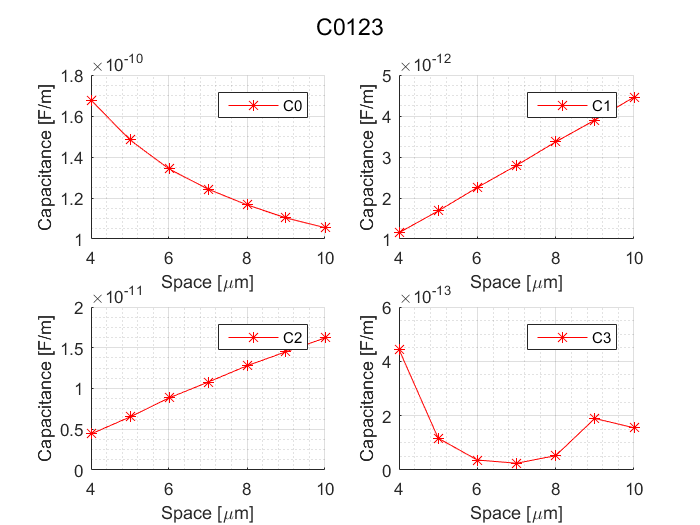 C0123
×10-10
1.8
1.6
1.4
1.2
1
4 6 8 10
Capacitance [F/m]
Space [μm]
C0
×10-12
5
4
3
2
1
4 6 8 10
Capacitance [F/m]
Space [μm]
C1
×10-11
2
1.5
1
0.5
0
4 6 8 10
Capacitance [F/m]
Space [μm]
C2
×10-13
6
4
2
0
4 6 8 10
Capacitance [F/m]
Space [μm]
C3